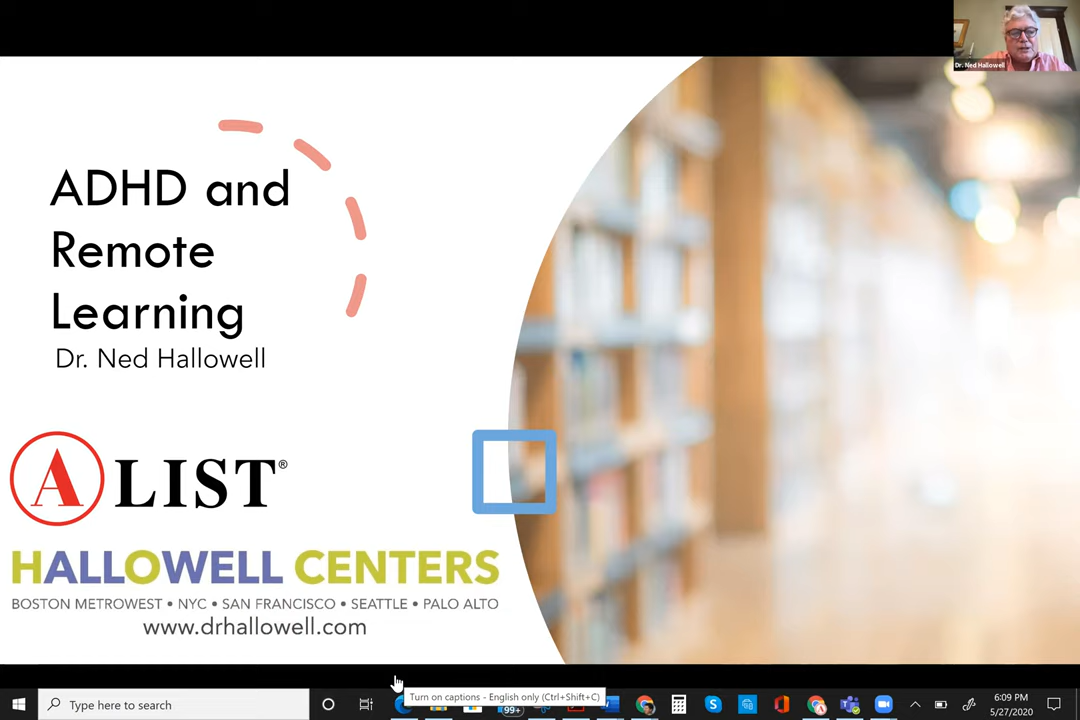 Dr. Ned Hallowell
ADHD and
Remote
Learning
Dr. Ned Hallowell
A LIST®
HALLOWELL CENTERS
BOSTON METROWEST • NYC • SAN FRANCISCO • SEATTLE • PALO ALTO
www.drhallowell.com
Turn on captions - English only (Ctrl+Shift+C)
Type here to search
99+
6:09 PM
5/27/2020